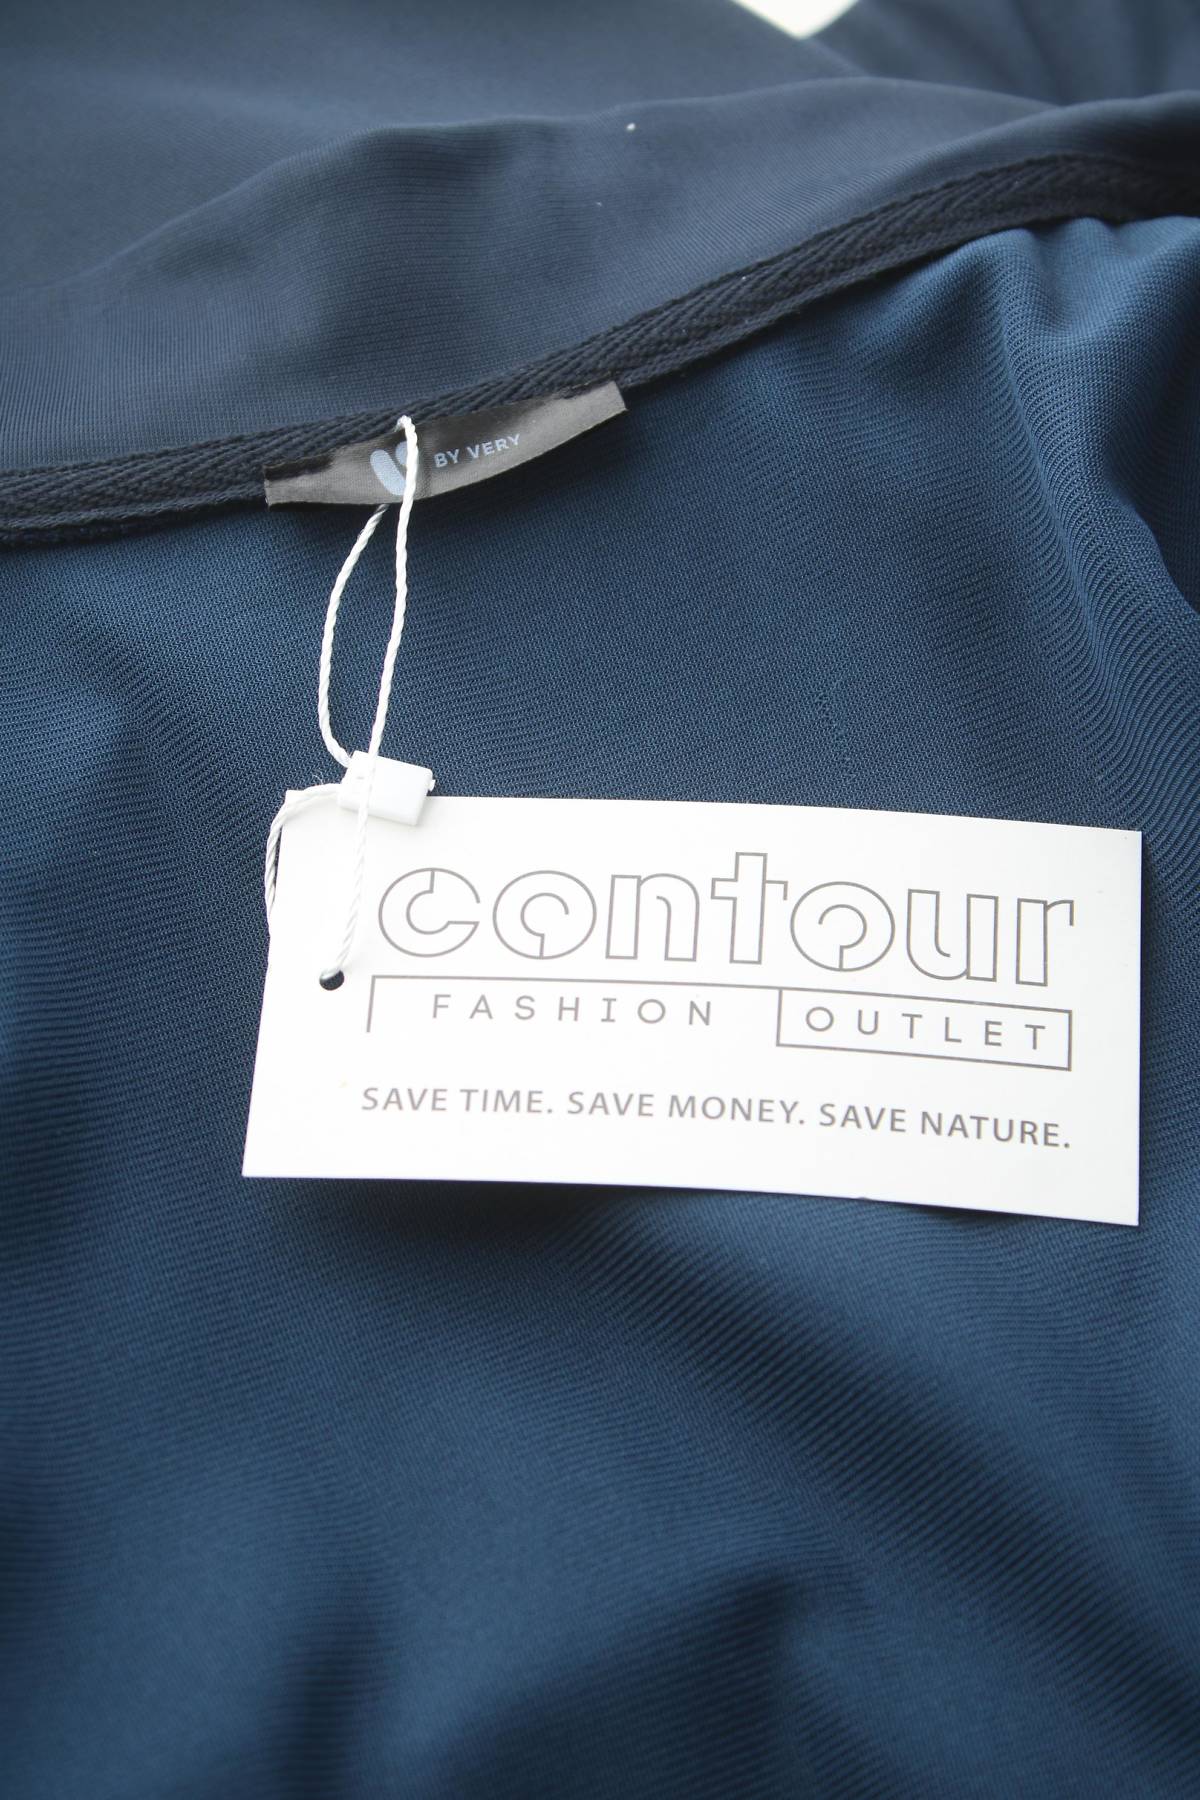 V BY VERY
contour
FASHION OUTLET
SAVE TIME. SAVE MONEY. SAVE NATURE.